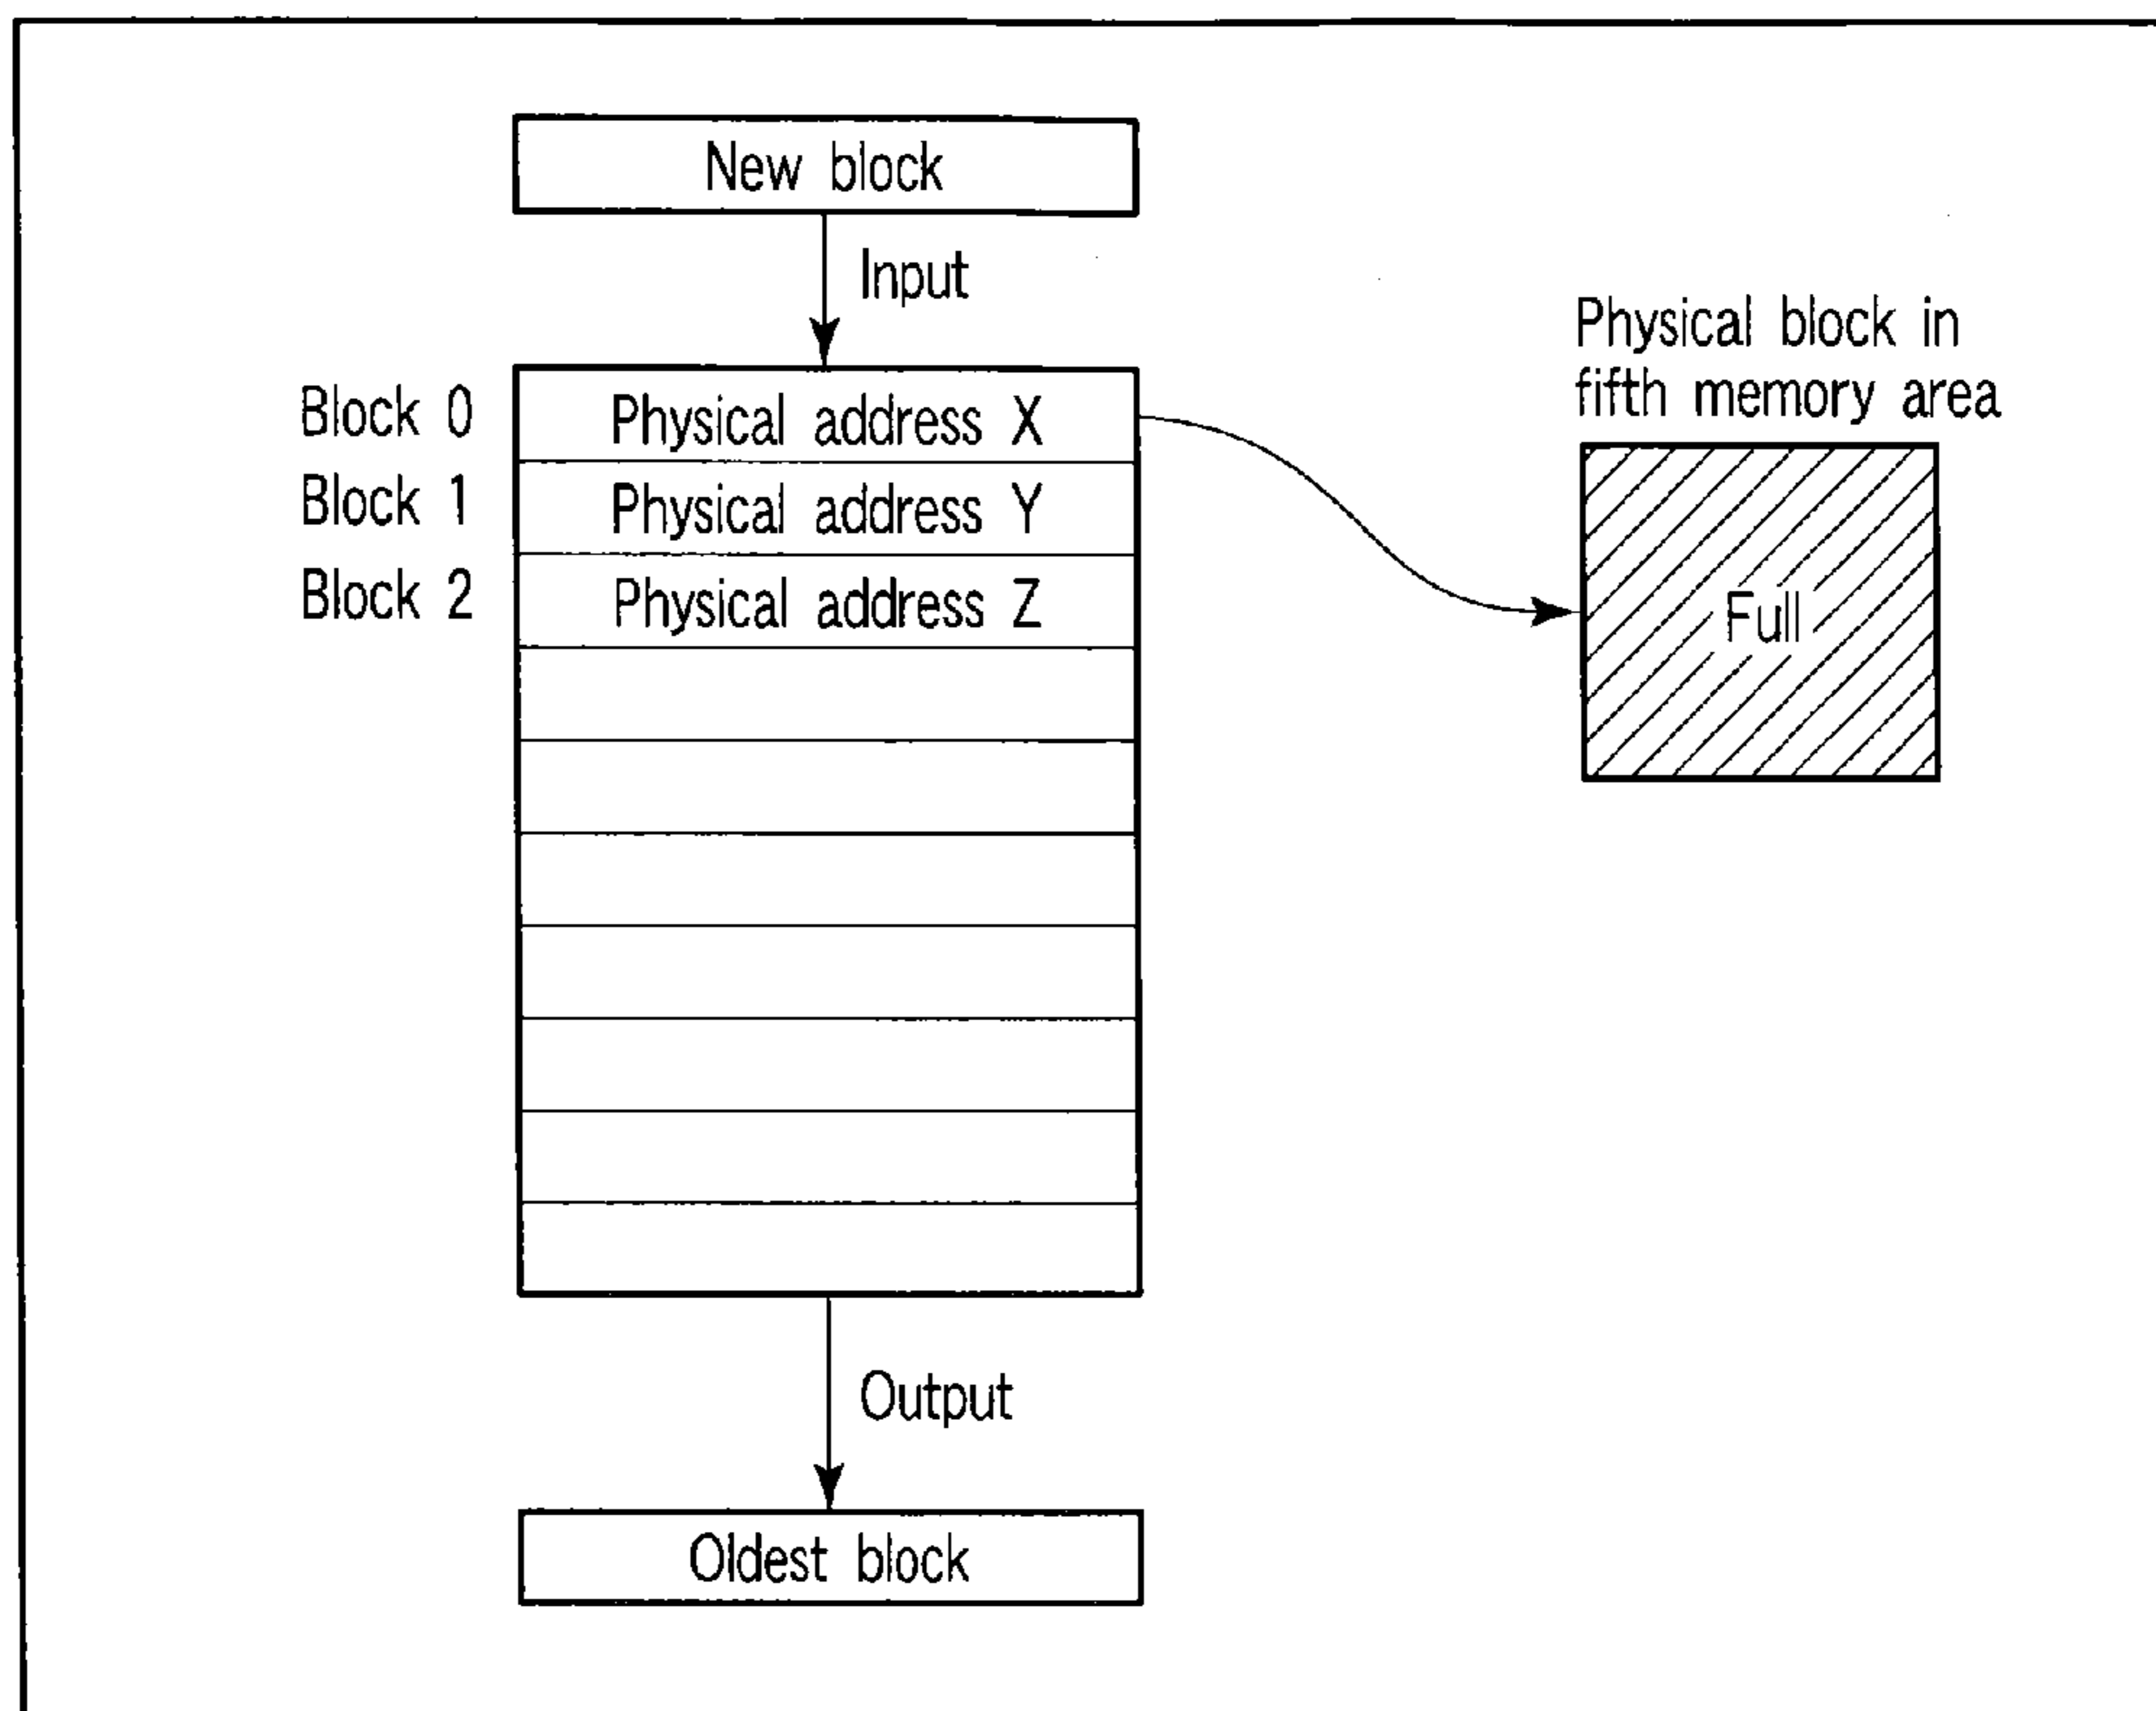 New block
Input
Physical block in
fifth memory area
Block 0 Physical address X
Block 1 Physical address Y
Block 2 Physical address Z
Full
Output
Oldest block